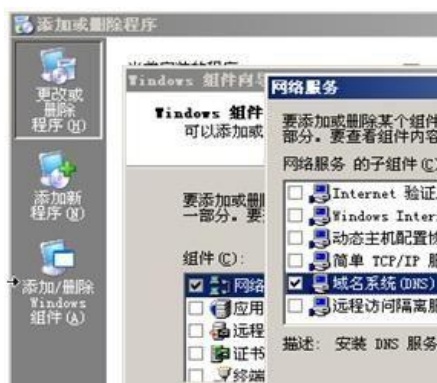 添加或删除程序
更改或
删除
程序(H)
添加新
程序(N)
添加/删除
Windows
组件(A)
Windows 组件向导
Windows 组件
可以添加或
要添加或删
一部分。要
组件(C):
网络
应用
远程
证书
终端
网络服务
要添加或删除某个组件
部分。要查看组件内容
网络服务 的子组件(C)
Internet 验证
Windows Inter
动态主机配置协
简单 TCP/IP 服
域名系统(DNS)
远程访问隔离服
描述: 安装 DNS 服务